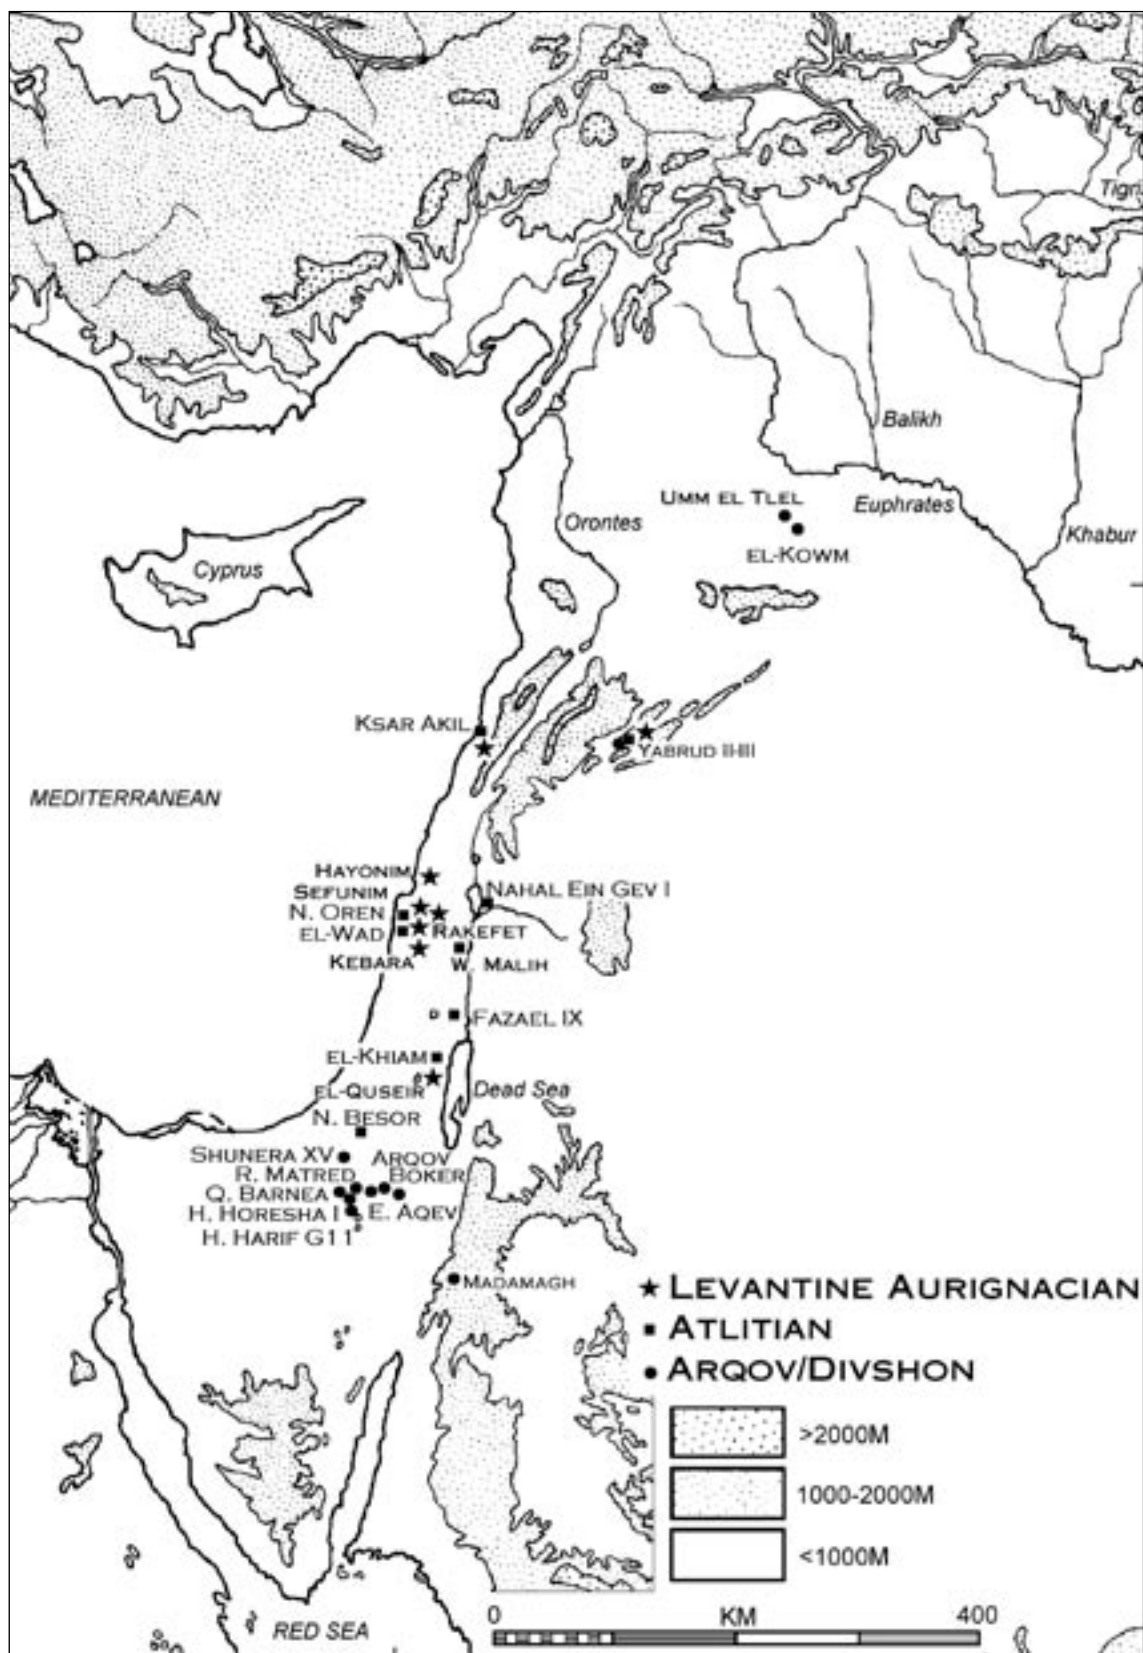 Tigri
Balikh
UMM EL TLEL
Euphrates
Orontes
Khabur
EL-KOWM
Cyprus
KSAR AKIL
YABRUD II-III
MEDITERRANEAN
HAYONIM
SEFUNIM
NAHAL EIN GEV I
N. OREN
EL-WAD
RAKEFET
KEBARA
W. MALIH
FAZAEL IX
EL-KHIAM
EL-QUSEIR
Dead Sea
N. BESOR
SHUNERA XV
ARQOV
R. MATRED
BOKER
Q. BARNEA
H. HORESHA I
E. AQEV
H. HARIF G11
MADAMAGH
LEVANTINE AURIGNACIAN
ATLITIAN
ARQOV/DIVSHON
>2000M
1000-2000M
<1000M
0 KM 400
RED SEA